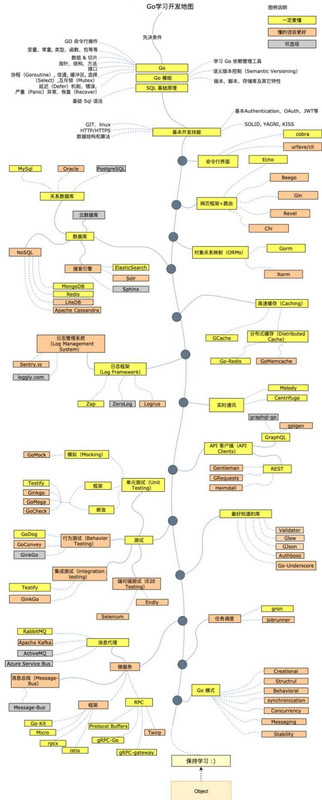 Go学习开发地图
图例说明
一定要懂
懂的话会更好
可选项
先决条件
GO 命令行操作
变量, 常量, 类型, 函数, 包等等
数组 & 切片
指针, 结构, 方法
接口
协程 (Goroutine) , 信道, 缓冲区, 选择
(Select) ,互斥锁 (Mutex)
延迟 (Defer) 机制, 错误,
严重 (Panic) 异常, 恢复 (Recover)
基础 Sql 语法
Go
Go 模组
SQL 基础原理
学习 Go 依赖管理工具
语义版本控制 (Semantic Versioning)
版本, 脚本, 存储库及其它特性
GIT, linux
HTTP/HTTPS
数据结构和算法
基本开发技能
基本Authentication, OAuth, JWT等
SOLID, YAGNI, KISS
命令行界面
cobra
urfave/cli
网页框架+路由
Echo
Beego
Gin
Revel
Chi
MySql
Oracle
PostgreSQL
关系数据库
云数据库
数据库
NoSQL
搜索引擎
ElasticSearch
Solr
Sphinx
MongoDB
Redis
LiteDB
Apache Cassandra
对象关系映射 (ORMs)
Gorm
Xorm
高速缓存 (Caching)
GCache
分布式缓存 (Distributed
Cache)
Go-Redis
GoMemcache
日志管理系统
(Log Management
System)
Sentry.io
loggly.com
日志框架
(Log Framework)
Zap
ZeroLog
Logrus
实时通讯
Melody
Centrifugo
API 客户端 (API
Clients)
graphql-go
gqlgen
GraphQL
REST
Gentleman
GRequests
Heimdall
GoMock
模拟 (Mocking)
单元测试 (Unit
Testing)
Testify
Ginkgo
GoMega
GoCheck
框架
断言
测试
GoDog
GoConvey
GinkGo
行为测试 (Behavior
Testing)
集成测试 (Integration
testing)
Testify
GinkGo
端对端测试 (E2E
Testing)
Endly
Selenium
最好知道的库
Validator
Glow
GJson
Authboss
Go-Underscore
任务调度
gron
jobrunner
RabbitMQ
Apache Kafka
ActiveMQ
Azure Service Bus
消息代理
微服务
消息总线 (Message-
Bus)
Message-Bus
框架
Go-Kit
Micro
rpcx
istio
RPC
Protocol Buffers
gRPC-Go
gRPC-gateway
Twirp
Go 模式
Creational
Structrul
Behavioral
synchronization
Concurrency
Messaging
Stability
保持学习 :)
Object